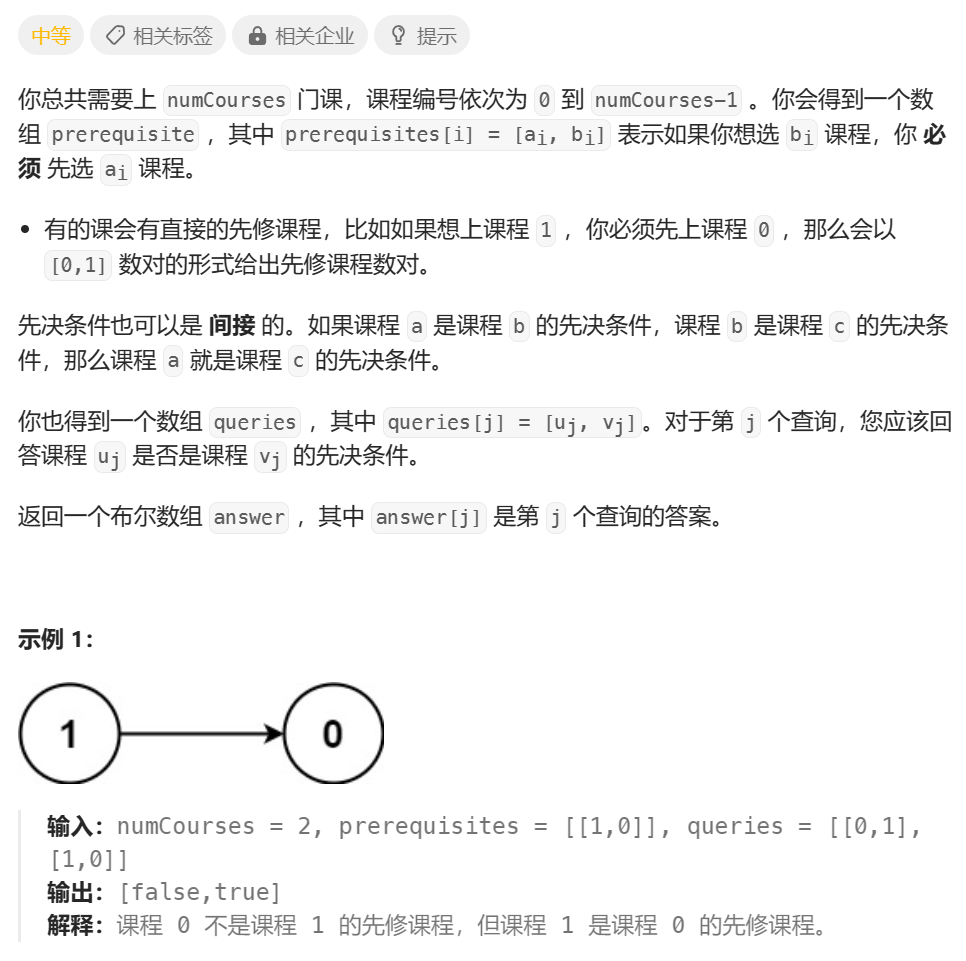 中等 相关标签 相关企业 提示
你总共需要上 numCourses 门课，课程编号依次为 0 到 numCourses-1 。你会得到一个数
组 prerequisite ，其中 prerequisites[i] = [ai, bi] 表示如果你想选 bi 课程，你 必
须 先选 ai 课程。
• 有的课会有直接的先修课程，比如如果想上课程 1 ，你必须先上课程 0 ，那么会以
[0,1] 数对的形式给出先修课程数对。
先决条件也可以是 间接 的。如果课程 a 是课程 b 的先决条件，课程 b 是课程 c 的先决条
件，那么课程 a 就是课程 c 的先决条件。
你也得到一个数组 queries ，其中 queries[j] = [uj, vj]。对于第 j 个查询，您应该回
答课程 uj 是否是课程 vj 的先决条件。
返回一个布尔数组 answer ，其中 answer[j] 是第 j 个查询的答案。
示例 1：
1 0
输入：numCourses = 2, prerequisites = [[1,0]], queries = [[0,1],
[1,0]]
输出：[false,true]
解释：课程 0 不是课程 1 的先修课程，但课程 1 是课程 0 的先修课程。